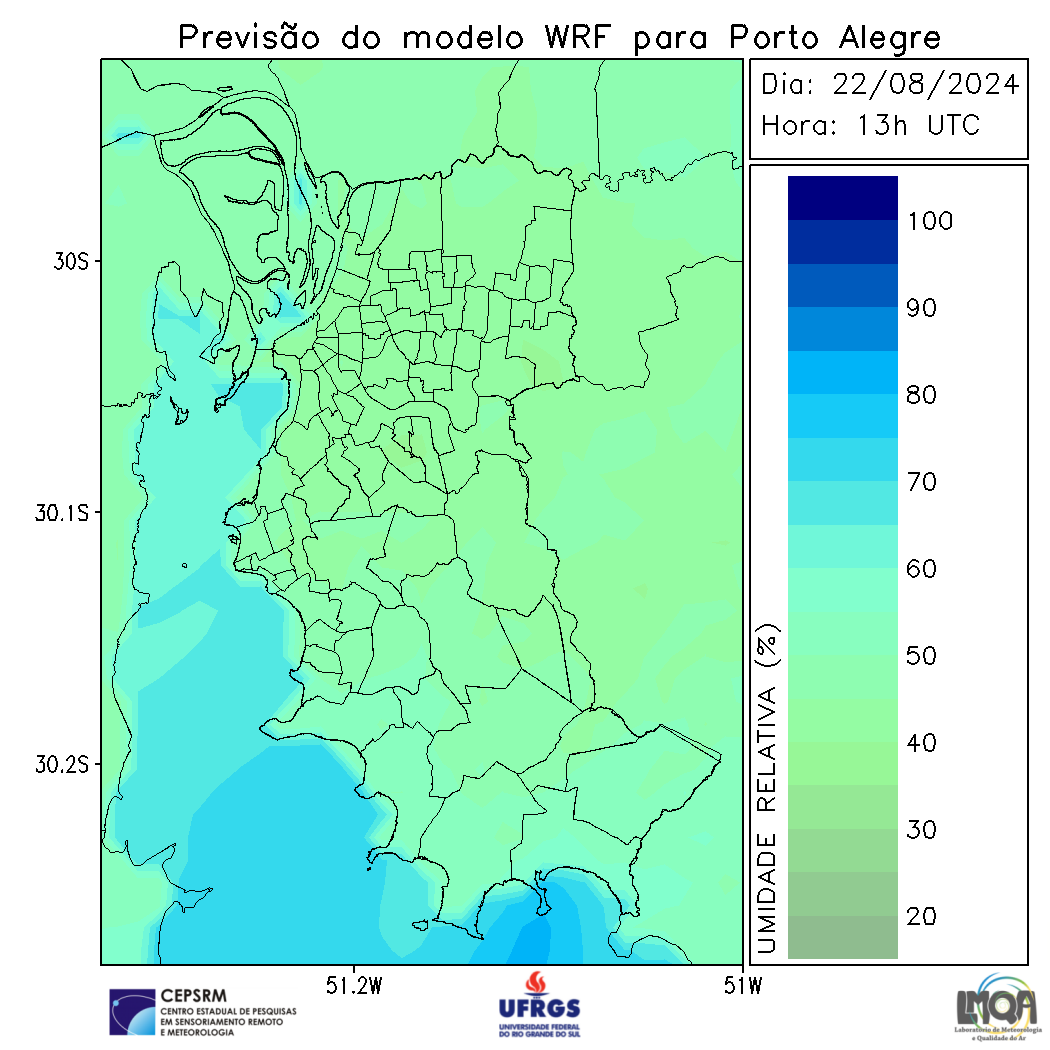 Previsão do modelo WRF para Porto Alegre
Dia: 22/08/2024
Hora: 13h UTC
30S
30.1S
30.2S
51.2W
51W
100
90
80
70
60
50
40
30
20
UMIDADE RELATIVA (%)
CEPSRM
CENTRO ESTADUAL DE PESQUISAS
EM SENSORIAMENTO REMOTO
E METEOROLOGIA
UFRGS
UNIVERSIDADE FEDERAL
DO RIO GRANDE DO SUL
LMQA
Laboratório de Meteorologia
e Qualidade do Ar